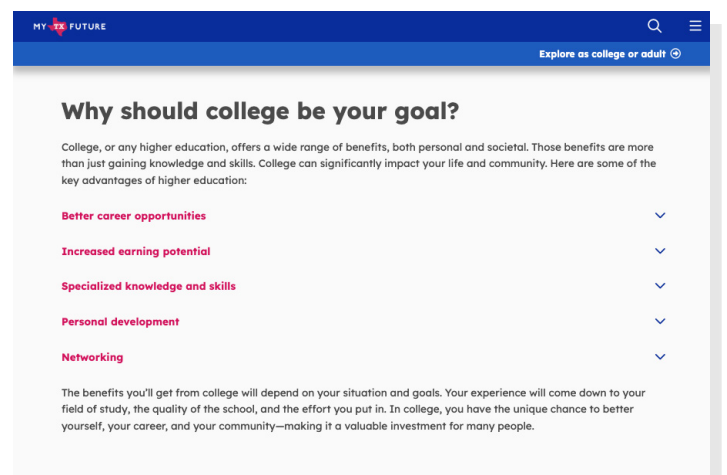 MY TX FUTURE
Explore as college or adult
Why should college be your goal?
College, or any higher education, offers a wide range of benefits, both personal and societal. Those benefits are more
than just gaining knowledge and skills. College can significantly impact your life and community. Here are some of the
key advantages of higher education:
Better career opportunities
Increased earning potential
Specialized knowledge and skills
Personal development
Networking
The benefits you’ll get from college will depend on your situation and goals. Your experience will come down to your
field of study, the quality of the school, and the effort you put in. In college, you have the unique chance to better
yourself, your career, and your community—making it a valuable investment for many people.